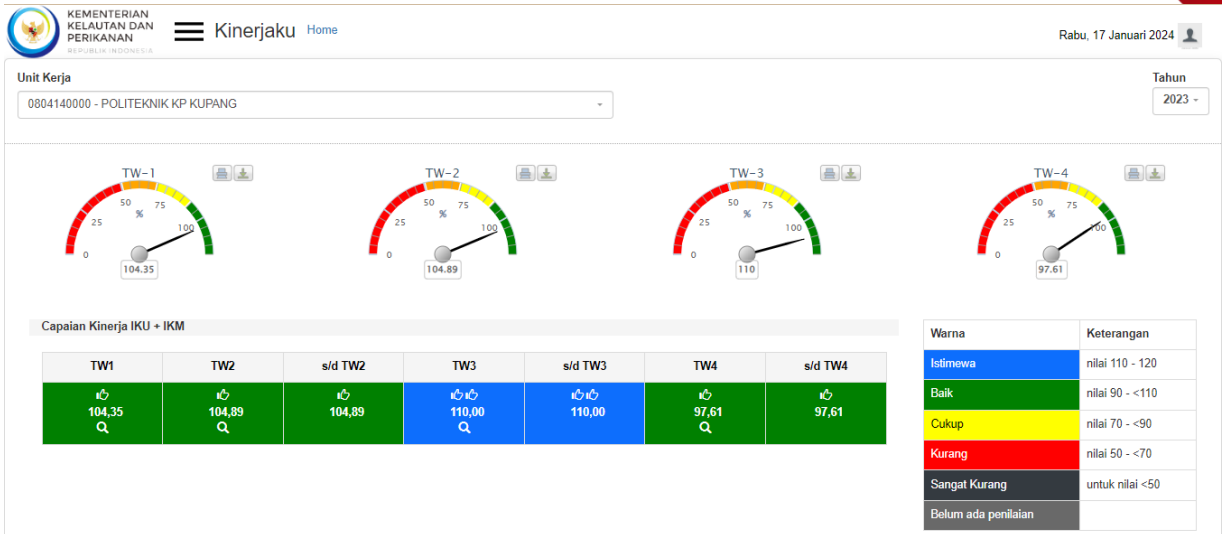 KEMENTERIAN
KELAUTAN DAN
PERIKANAN
REPUBLIK INDONESIA
Kinerjaku Home
Rabu, 17 Januari 2024
Unit Kerja
Tahun
0804140000 - POLITEKNIK KP KUPANG
2023
TW-1
0 25 50 75 100
%
104.35
TW-2
0 25 50 75 100
%
104.89
TW-3
0 25 50 75 100
%
110
TW-4
0 25 50 75 100
%
97.61
Capaian Kinerja IKU + IKM
TW1 TW2 s/d TW2 TW3 s/d TW3 TW4 s/d TW4
104,35 104,89 104,89 110,00 110,00 97,61 97,61
Warna Keterangan
Istimewa nilai 110 - 120
Baik nilai 90 - <110
Cukup nilai 70 - <90
Kurang nilai 50 - <70
Sangat Kurang untuk nilai <50
Belum ada penilaian